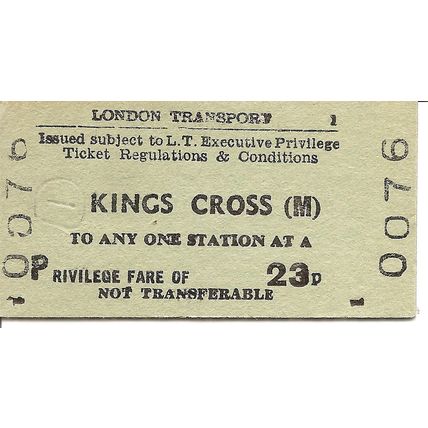 LONDON TRANSPORT 1
Issued subject to L.T. Executive Privilege
Ticket Regulations & Conditions
KINGS CROSS (M)
TO ANY ONE STATION AT A
PRIVILEGE FARE OF 23p
NOT TRANSFERABLE
0076
0076